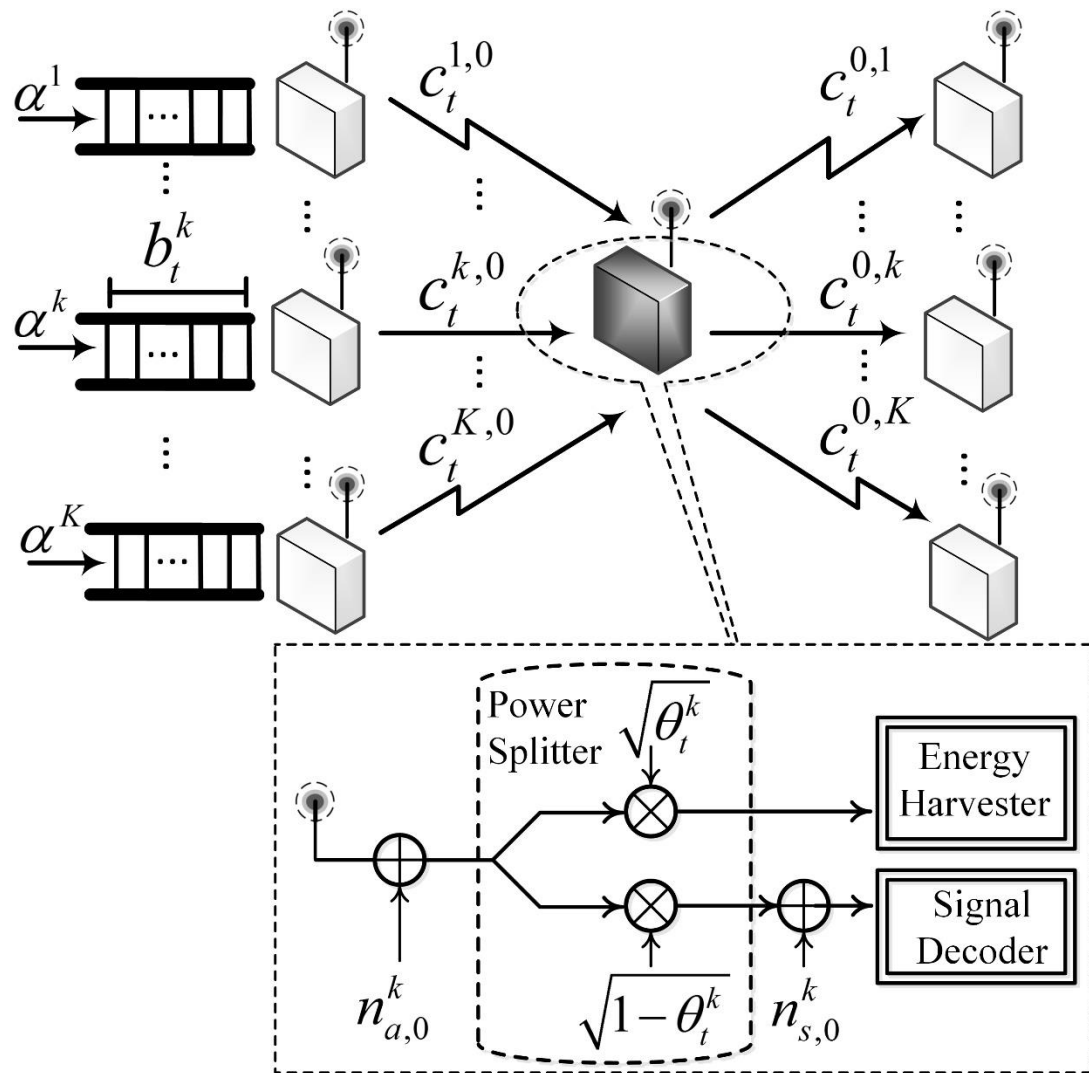 α^1 ... c_t^{1,0} c_t^{0,1}
b_t^k
α^k ... c_t^{k,0} c_t^{0,k}
α^K ... c_t^{K,0} c_t^{0,K}
Power
Splitter
√θ_t^k
Energy
Harvester
Signal
Decoder
n_{a,0}^k
√1 − θ_t^k
n_{s,0}^k